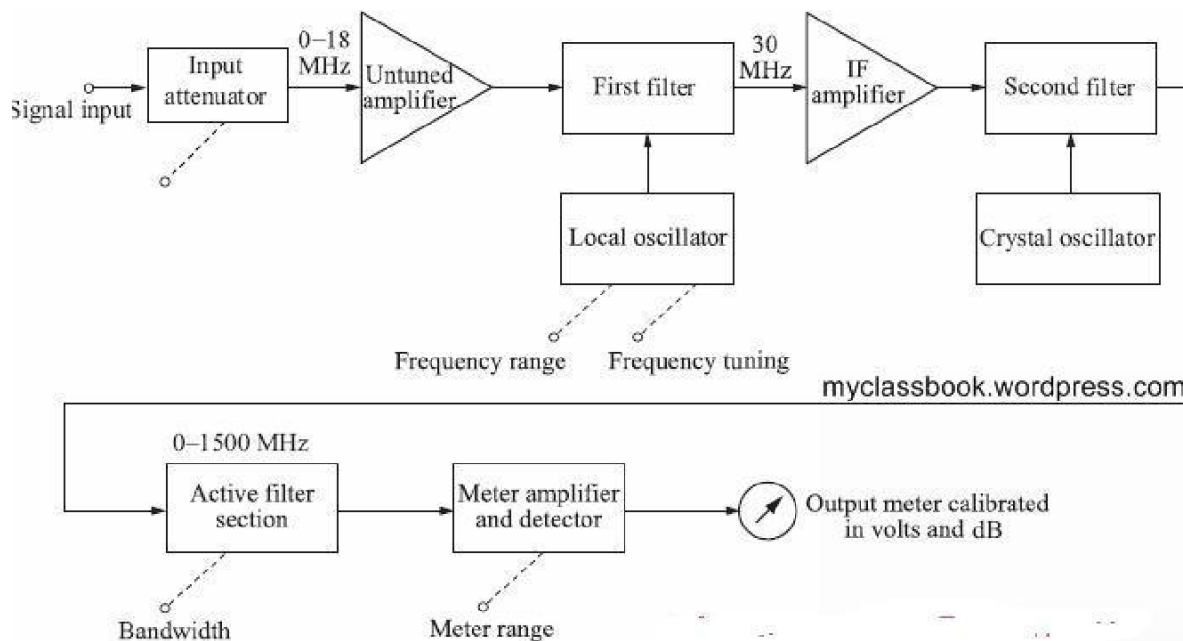 0–18
MHz
Input
attenuator
Signal input
Untuned
amplifier
First filter
30
MHz
IF
amplifier
Second filter
Local oscillator
Crystal oscillator
Frequency range
Frequency tuning
myclassbook.wordpress.com
0–1500 MHz
Active filter
section
Meter amplifier
and detector
Output meter calibrated
in volts and dB
Bandwidth
Meter range